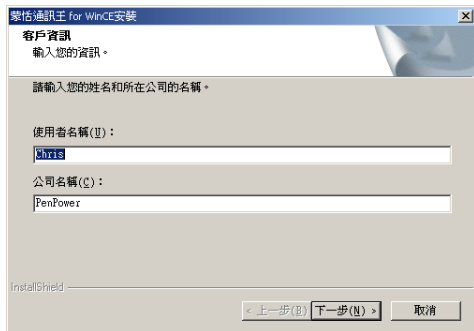 蒙恬通訊王 for WinCE安裝
客戶資訊
輸入您的資訊。
請輸入您的姓名和所在公司的名稱。
使用者名稱(U)：
Chris
公司名稱(C)：
PenPower
InstallShield
< 上一步(B) 下一步(N) > 取消